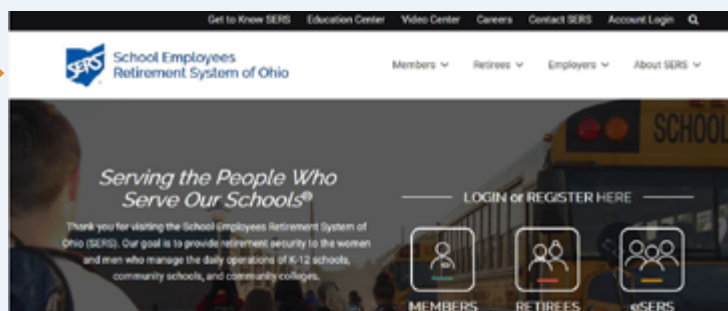 Get to Know SERS Education Center Video Center Careers Contact SERS Account Login
SERS
School Employees
Retirement System of Ohio
Members Retirees Employers About SERS
SCHOOL
Serving the People Who
Serve Our Schools®
LOGIN or REGISTER HERE
Thank you for visiting the School Employees Retirement System of
Ohio (SERS). Our goal is to provide retirement security to the women
and men who manage the daily operations of K-12 schools,
community schools, and community colleges.
MEMBERS RETIREES eSERS